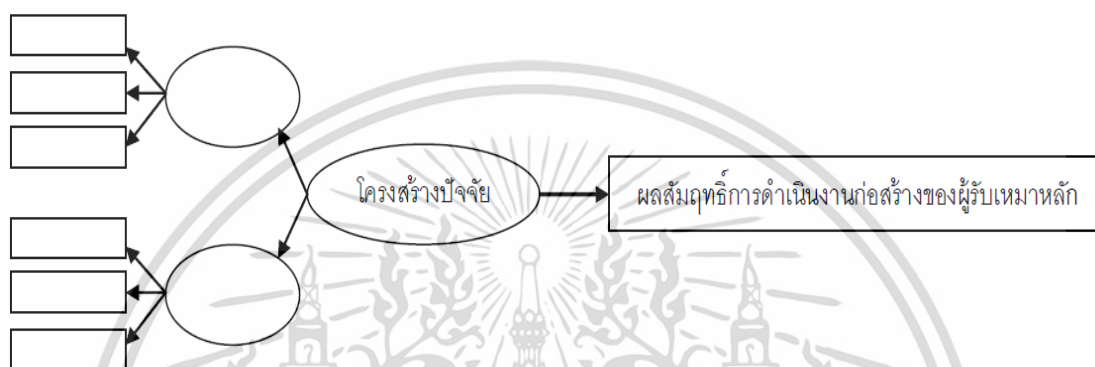 โครงสร้างปัจจัย
ผลสัมฤทธิ์การดำเนินงานก่อสร้างของผู้รับเหมาหลัก